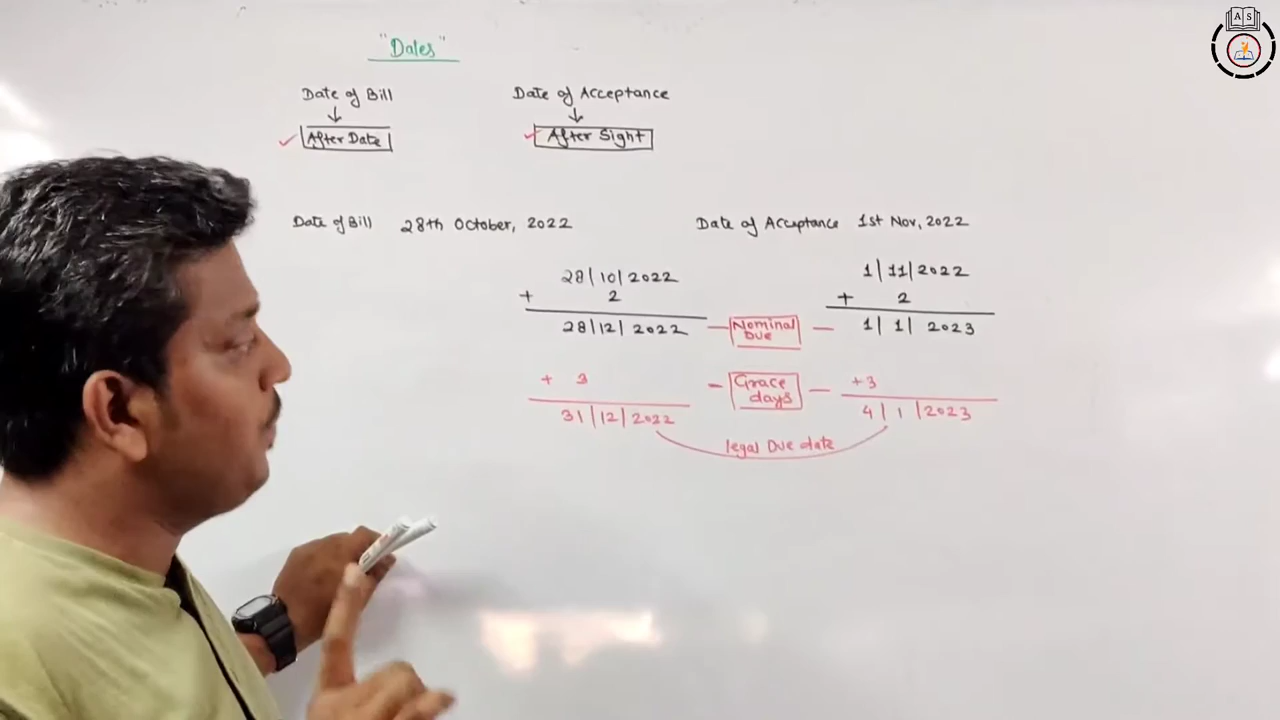 "Dates"
Date of Bill
After Date
Date of Acceptance
After Sight
Date of Bill 28th October, 2022
28/10/2022
+ 2
28/12/2022
Date of Acceptance 1st Nov, 2022
1/11/2022
+ 2
1/1/2023
Nominal
Due
+ 3
31/12/2022
Grace
days
+3
4/1/2023
legal Due date
A S